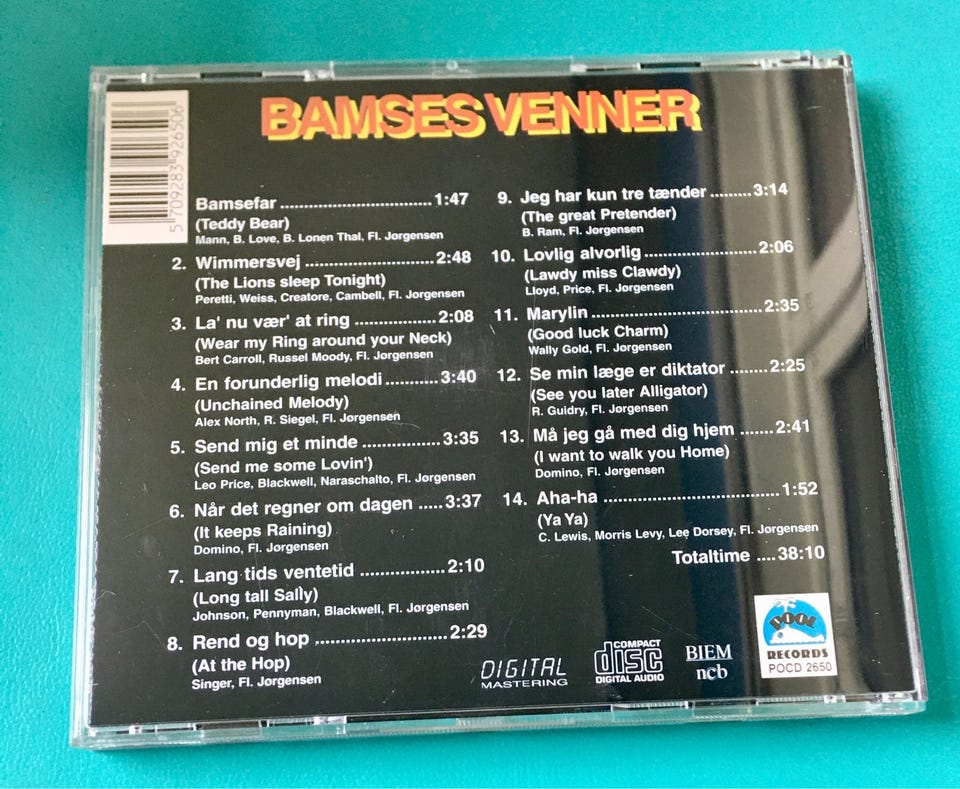 BAMSES VENNER
5 709283 926506
Bamsefar ................................ 1:47
(Teddy Bear)
Mann, B. Love, B. Lonen Thal, Fl. Jørgensen
2. Wimmersvej ........................... 2:48
(The Lions sleep Tonight)
Peretti, Weiss, Creatore, Cambell, Fl. Jørgensen
3. La' nu vær' at ring ................. 2:08
(Wear my Ring around your Neck)
Bert Carroll, Russel Moody, Fl. Jørgensen
4. En forunderlig melodi ........... 3:40
(Unchained Melody)
Alex North, R. Siegel, Fl. Jørgensen
5. Send mig et minde ................ 3:35
(Send me some Lovin')
Leo Price, Blackwell, Naraschalto, Fl. Jørgensen
6. Når det regner om dagen ..... 3:37
(It keeps Raining)
Domino, Fl. Jørgensen
7. Lang tids ventetid .................. 2:10
(Long tall Sally)
Johnson, Pennyman, Blackwell, Fl. Jørgensen
8. Rend og hop ........................... 2:29
(At the Hop)
Singer, Fl. Jørgensen
9. Jeg har kun tre tænder ......... 3:14
(The great Pretender)
B. Ram, Fl. Jørgensen
10. Lovlig alvorlig ........................ 2:06
(Lawdy miss Clawdy)
Lloyd, Price, Fl. Jørgensen
11. Marylin ................................... 2:35
(Good luck Charm)
Wally Gold, Fl. Jørgensen
12. Se min læge er diktator ........ 2:25
(See you later Alligator)
R. Guidry, Fl. Jørgensen
13. Må jeg gå med dig hjem ....... 2:41
(I want to walk you Home)
Domino, Fl. Jørgensen
14. Aha-ha .................................... 1:52
(Ya Ya)
C. Lewis, Morris Levy, Lee Dorsey, Fl. Jørgensen
Totaltime .... 38:10
DIGITAL
MASTERING
COMPACT
disc
DIGITAL AUDIO
BIEM
ncb
POOL
RECORDS
POCD 2650